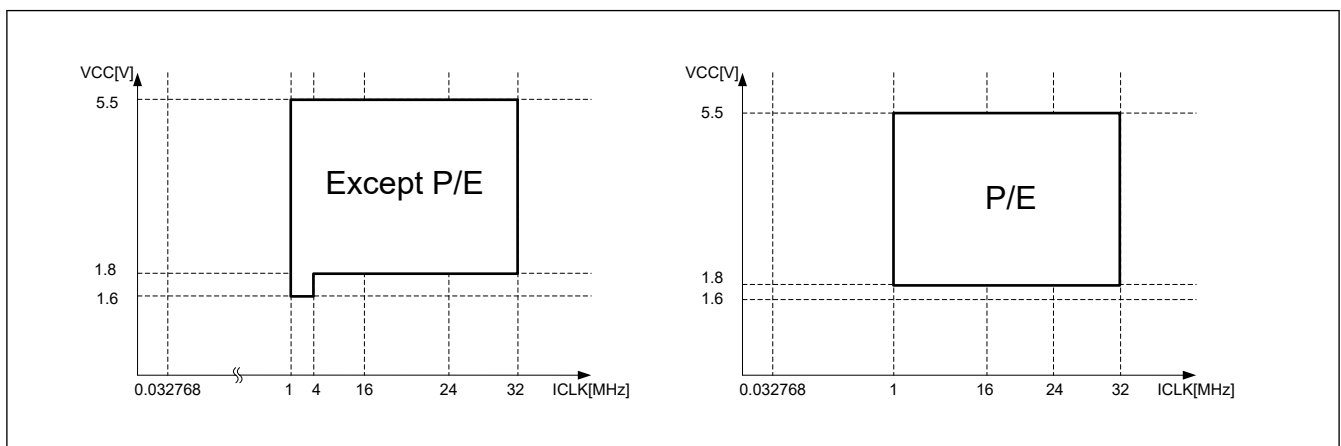 VCC[V]
5.5
Except P/E
1.8
1.6
0.032768
1
4
16
24
32
ICLK[MHz]
VCC[V]
5.5
P/E
1.8
1.6
0.032768
1
16
24
32
ICLK[MHz]